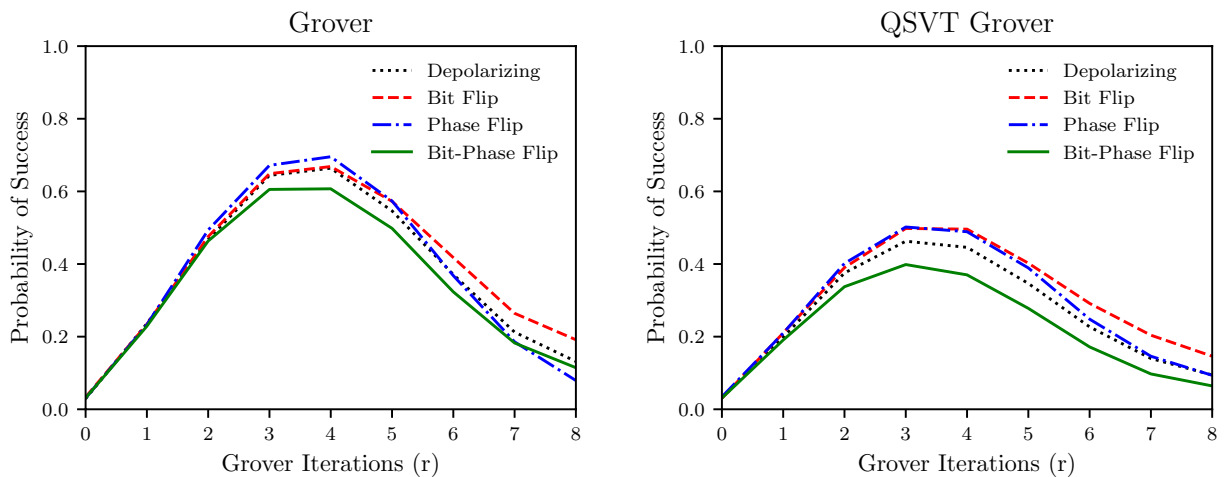 Grover
Probability of Success
1.0
0.8
0.6
0.4
0.2
0.0
Depolarizing
Bit Flip
Phase Flip
Bit-Phase Flip
0 1 2 3 4 5 6 7 8
Grover Iterations (r)
QSVT Grover
Probability of Success
1.0
0.8
0.6
0.4
0.2
0.0
Depolarizing
Bit Flip
Phase Flip
Bit-Phase Flip
0 1 2 3 4 5 6 7 8
Grover Iterations (r)